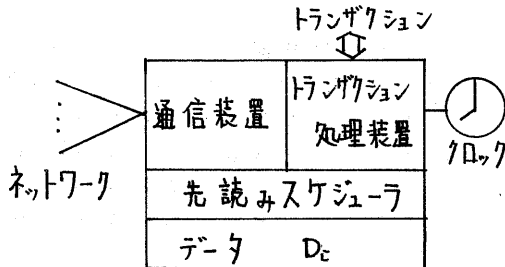 トランザクション
通信装置
トランザクション
処理装置
クロック
ネットワーク
先読みスケジューラ
データ Di